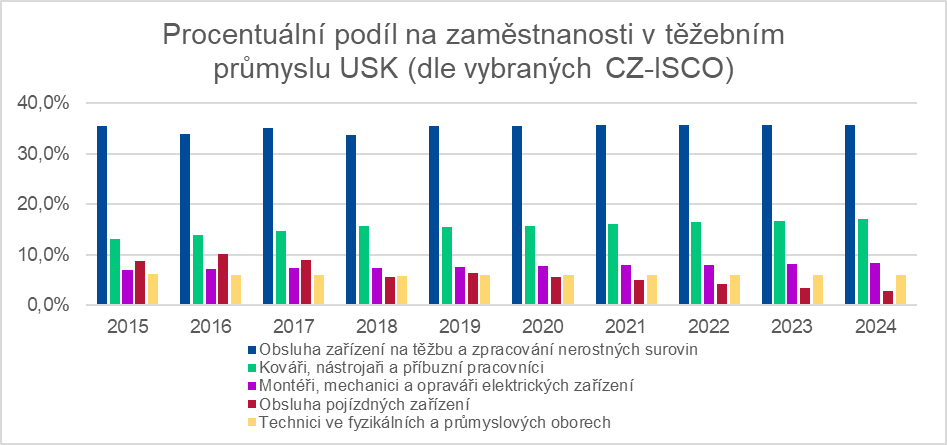 Procentuální podíl na zaměstnanosti v těžebním
průmyslu USK (dle vybraných CZ-ISCO)
40,0%
30,0%
20,0%
10,0%
0,0%
2015 2016 2017 2018 2019 2020 2021 2022 2023 2024
Obsluha zařízení na těžbu a zpracování nerostných surovin
Kováři, nástrojaři a příbuzní pracovníci
Montéři, mechanici a opraváři elektrických zařízení
Obsluha pojízdných zařízení
Technici ve fyzikálních a průmyslových oborech